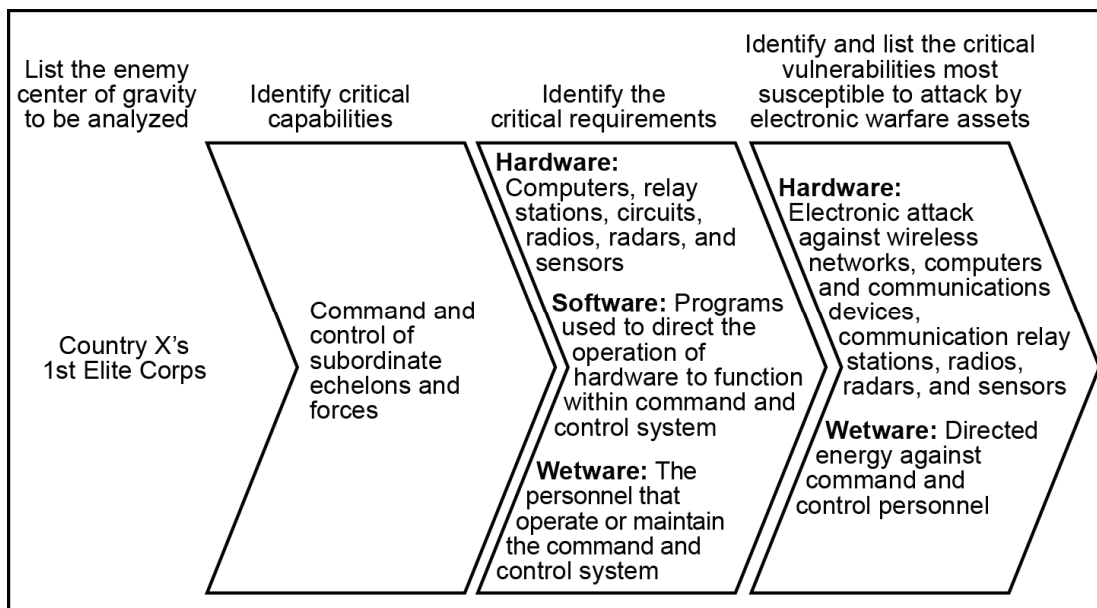 List the enemy
center of gravity
to be analyzed
Identify critical
capabilities
Identify the
critical requirements
Identify and list the critical
vulnerabilities most
susceptible to attack by
electronic warfare assets
Country X's
1st Elite Corps
Command and
control of
subordinate
echelons and
forces
Hardware:
Computers, relay
stations, circuits,
radios, radars, and
sensors
Software: Programs
used to direct the
operation of
hardware to function
within command and
control system
Wetware: The
personnel that
operate or maintain
the command and
control system
Hardware:
Electronic attack
against wireless
networks, computers
and communications
devices,
communication relay
stations, radios,
radars, and sensors
Wetware: Directed
energy against
command and
control personnel